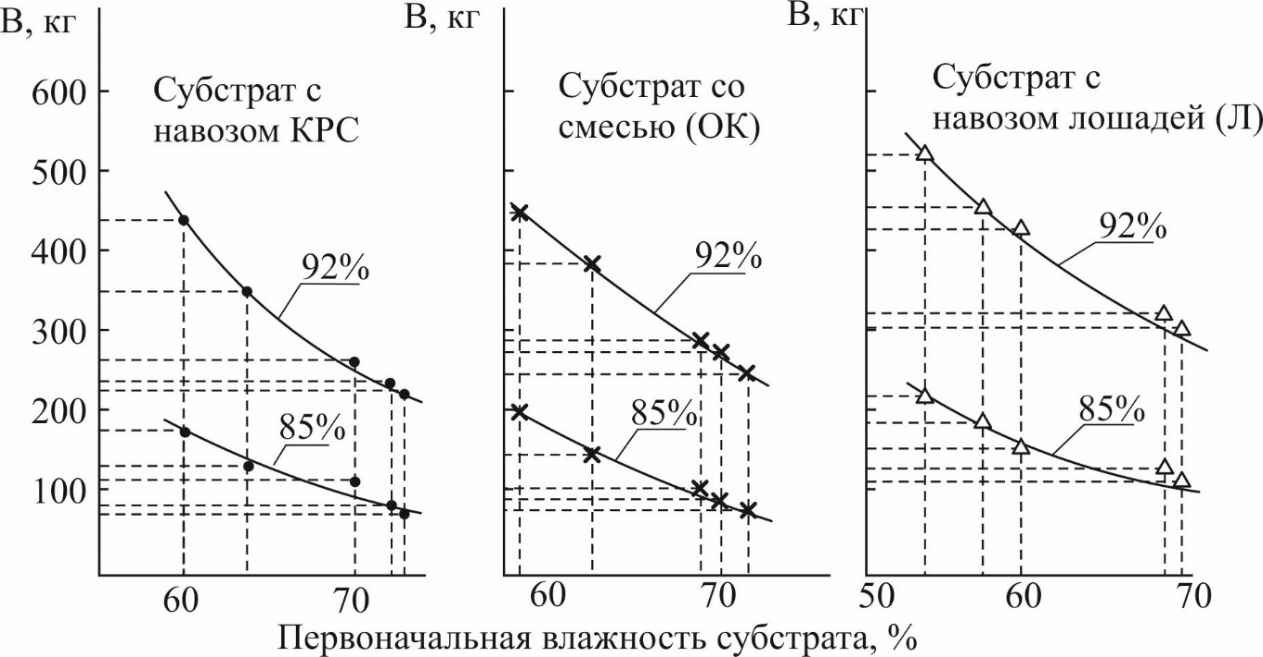 В, кг
В, кг
В, кг
600
500
400
300
200
100
Субстрат с
навозом КРС
92%
85%
60
70
Субстрат со
смесью (ОК)
92%
85%
60
70
Субстрат с
навозом лошадей (Л)
92%
85%
50
60
70
Первоначальная влажность субстрата, %